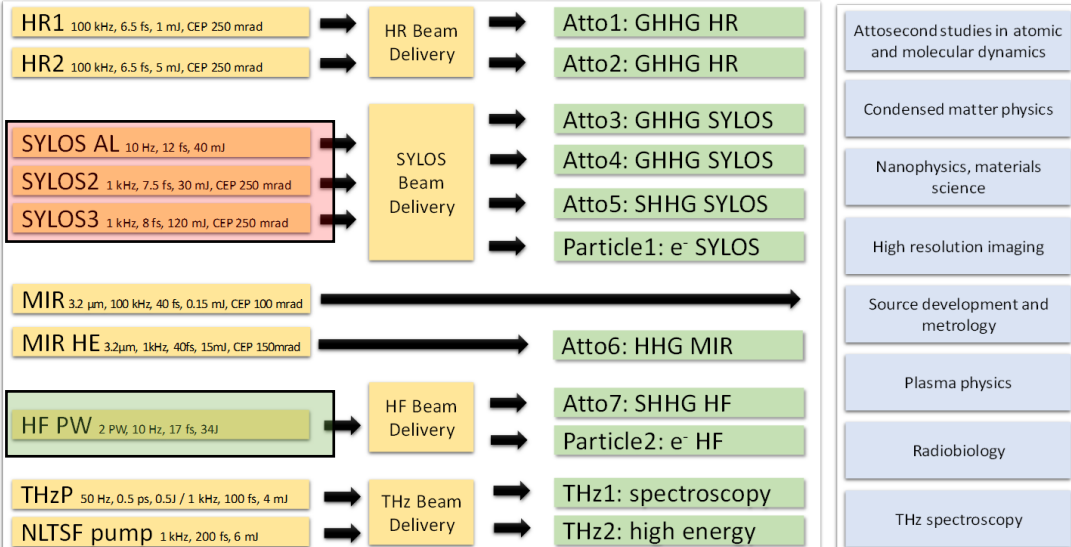 HR1 100 kHz, 6.5 fs, 1 mJ, CEP 250 mrad
HR2 100 kHz, 6.5 fs, 5 mJ, CEP 250 mrad
HR Beam
Delivery
Atto1: GHHG HR
Atto2: GHHG HR
SYLOS AL 10 Hz, 12 fs, 40 mJ
SYLOS2 1 kHz, 7.5 fs, 30 mJ, CEP 250 mrad
SYLOS3 1 kHz, 8 fs, 120 mJ, CEP 250 mrad
SYLOS
Beam
Delivery
Atto3: GHHG SYLOS
Atto4: GHHG SYLOS
Atto5: SHHG SYLOS
Particle1: e⁻ SYLOS
MIR 3.2 μm, 100 kHz, 40 fs, 0.15 mJ, CEP 100 mrad
MIR HE 3.2μm, 1kHz, 40fs, 15mJ, CEP 150mrad
Atto6: HHG MIR
HF PW 2 PW, 10 Hz, 17 fs, 34J
HF Beam
Delivery
Atto7: SHHG HF
Particle2: e⁻ HF
THzP 50 Hz, 0.5 ps, 0.5J / 1 kHz, 100 fs, 4 mJ
NLTSF pump 1 kHz, 200 fs, 6 mJ
THz Beam
Delivery
THz1: spectroscopy
THz2: high energy
Attosecond studies in atomic
and molecular dynamics
Condensed matter physics
Nanophysics, materials
science
High resolution imaging
Source development and
metrology
Plasma physics
Radiobiology
THz spectroscopy